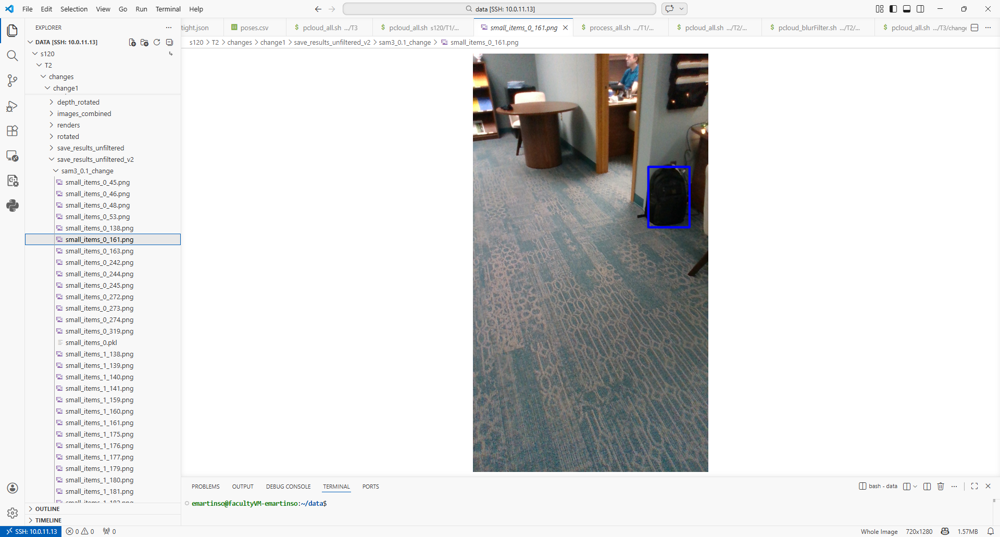 File Edit Selection View Go Run Terminal Help
data [SSH: 10.0.11.13]
EXPLORER
tight.json
poses.csv
pcloud_all.sh .../T3
pcloud_all.sh s120/T1/...
small_items_0_161.png
process_all.sh .../T1/...
pcloud_all.sh .../T2/...
pcloud_blurFilter.sh .../T2/...
pcloud_all.sh .../T3/change
DATA [SSH: 10.0.11.13]
s120 > T2 > changes > change1 > save_results_unfiltered_v2 > sam3_0.1_change > small_items_0_161.png
s120
T2
changes
change1
depth_rotated
images_combined
renders
rotated
save_results_unfiltered
save_results_unfiltered_v2
sam3_0.1_change
small_items_0_45.png
small_items_0_46.png
small_items_0_48.png
small_items_0_53.png
small_items_0_138.png
small_items_0_161.png
small_items_0_163.png
small_items_0_242.png
small_items_0_244.png
small_items_0_245.png
small_items_0_272.png
small_items_0_273.png
small_items_0_274.png
small_items_0_319.png
small_items_0.pkl
small_items_1_138.png
small_items_1_139.png
small_items_1_140.png
small_items_1_141.png
small_items_1_159.png
small_items_1_160.png
small_items_1_161.png
small_items_1_175.png
small_items_1_176.png
small_items_1_177.png
small_items_1_179.png
small_items_1_180.png
small_items_1_181.png
OUTLINE
TIMELINE
PROBLEMS OUTPUT DEBUG CONSOLE TERMINAL PORTS
bash - data
emartinso@facultyVM-emartinso:~/data$
SSH: 10.0.11.13 0 0 0
Whole Image 720x1280 1.57MB